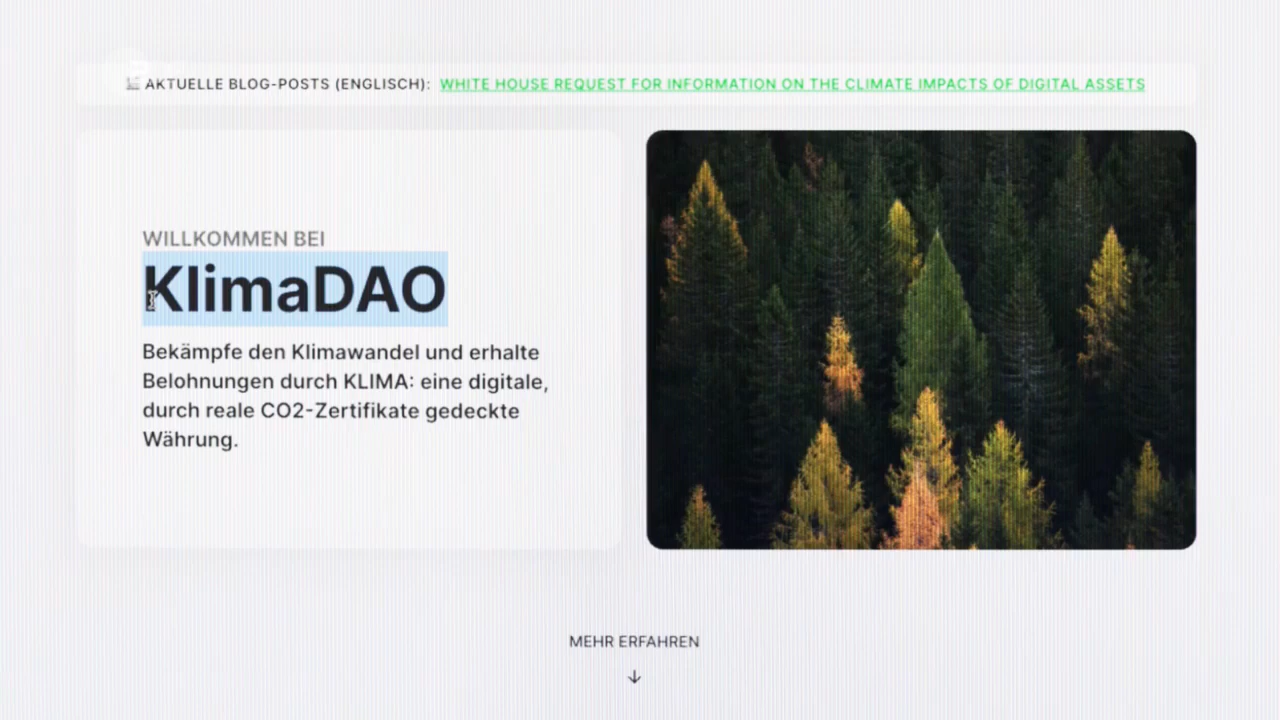 AKTUELLE BLOG-POSTS (ENGLISCH): WHITE HOUSE REQUEST FOR INFORMATION ON THE CLIMATE IMPACTS OF DIGITAL ASSETS
WILLKOMMEN BEI
KlimaDAO
Bekämpfe den Klimawandel und erhalte
Belohnungen durch KLIMA: eine digitale,
durch reale CO2-Zertifikate gedeckte
Währung.
MEHR ERFAHREN